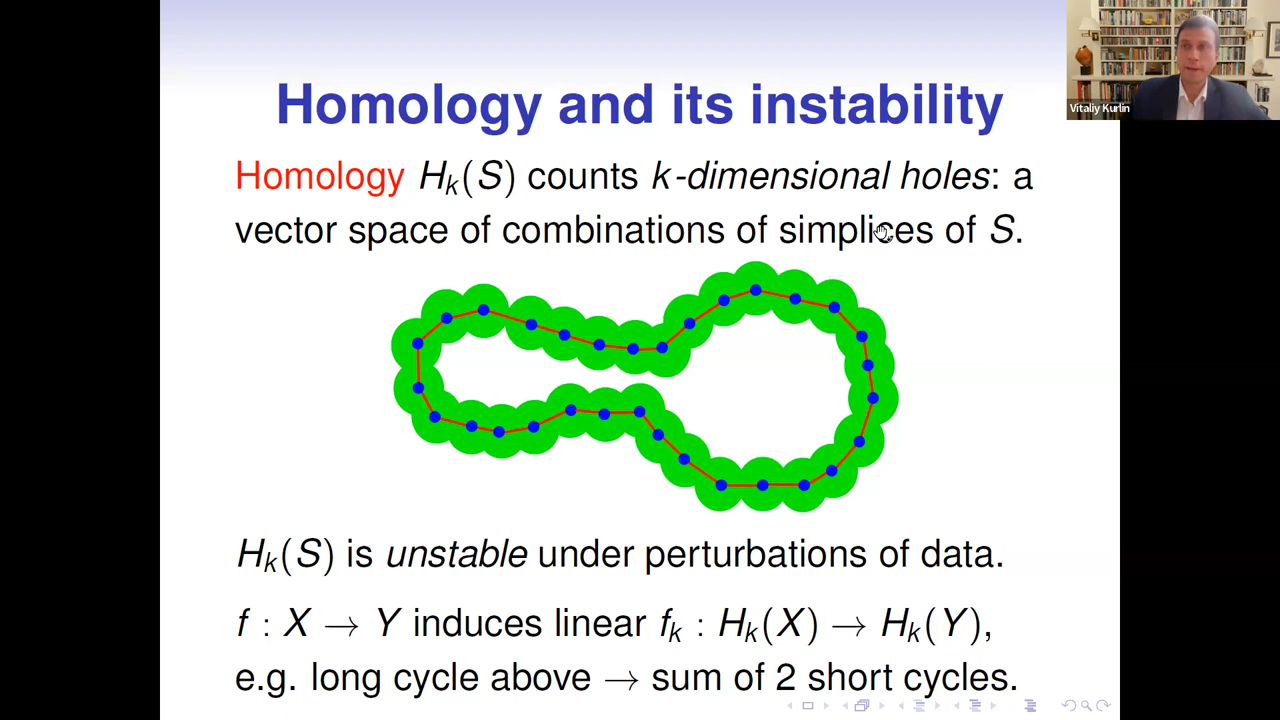 Homology and its instability
Vitaliy Kurlin
Homology Hₖ(S) counts k-dimensional holes: a
vector space of combinations of simplices of S.
Hₖ(S) is unstable under perturbations of data.
f : X → Y induces linear fₖ : Hₖ(X) → Hₖ(Y),
e.g. long cycle above → sum of 2 short cycles.